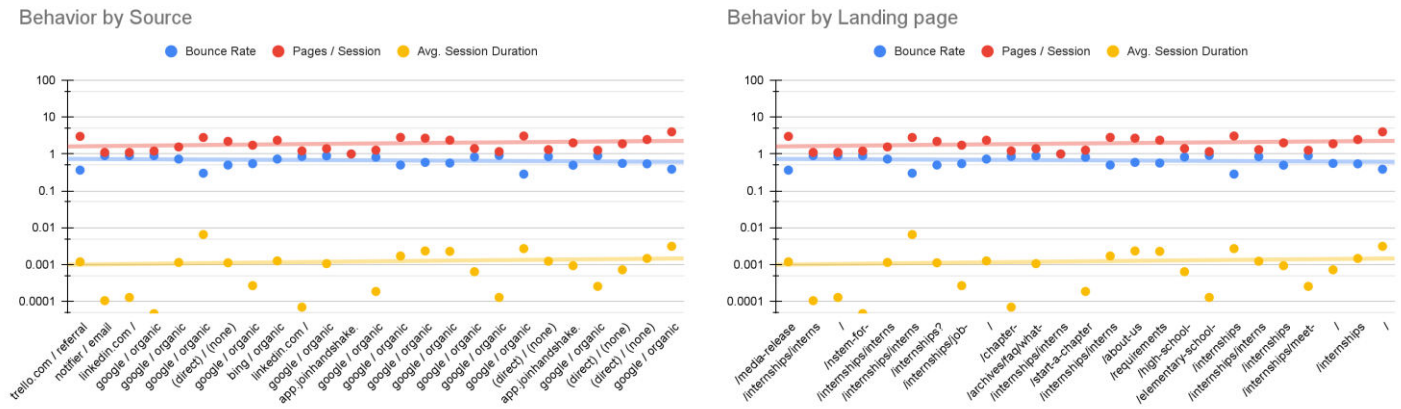 Behavior by Source
Bounce Rate
Pages / Session
Avg. Session Duration
100
10
1
0.1
0.01
0.001
0.0001
trello.com / referral
notifier / email
linkedin.com /
google / organic
google / organic
google / organic
(direct) / (none)
google / organic
bing / organic
linkedin.com /
google / organic
app.joinhandshake.
google / organic
google / organic
google / organic
google / organic
google / organic
google / organic
google / organic
(direct) / (none)
app.joinhandshake.
google / organic
(direct) / (none)
(direct) / (none)
google / organic
Behavior by Landing page
Bounce Rate
Pages / Session
Avg. Session Duration
100
10
1
0.1
0.01
0.001
0.0001
/media-release
/internships/interns
/
/nstem-for-
/internships/interns
/internships/interns
/internships?
/internships/job-
/
/chapter-
/archives/faq/what-
/internships/interns
/start-a-chapter
/internships/interns
/about-us
/requirements
/high-school-
/elementary-school-
/internships
/internships/interns
/internships
/internships/meet-
/
/internships
/